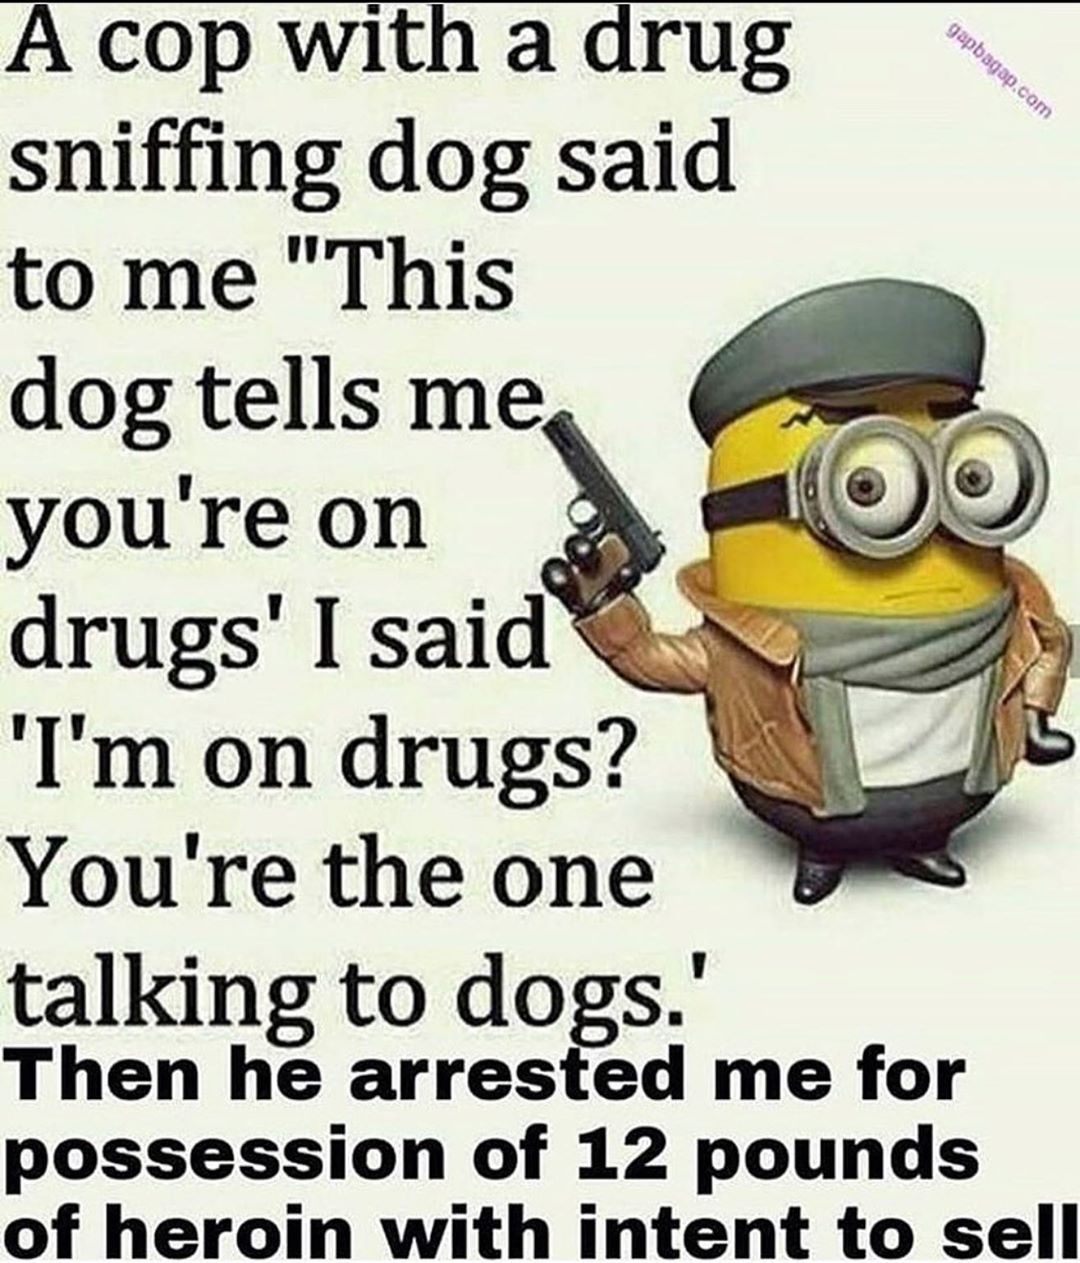 A cop with a drug
gapbagap.com
sniffing dog said
to me "This
dog tells me
you're on
drugs' I said
'I'm on drugs?
You're the one
talking to dogs.'
Then he arrested me for
possession of 12 pounds
of heroin with intent to sell